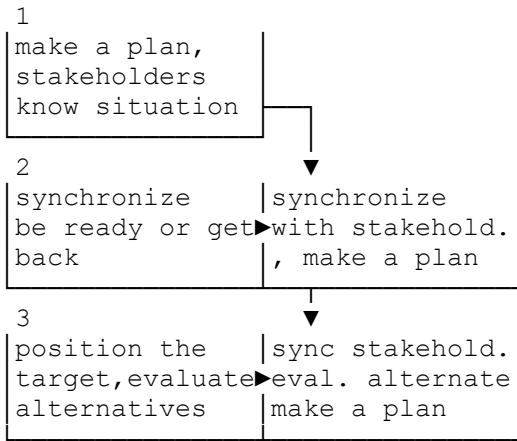 1
make a plan,
stakeholders
know situation
2
synchronize synchronize
be ready or get with stakehold.
back , make a plan
3
position the sync stakehold.
target,evaluate eval. alternate
alternatives make a plan